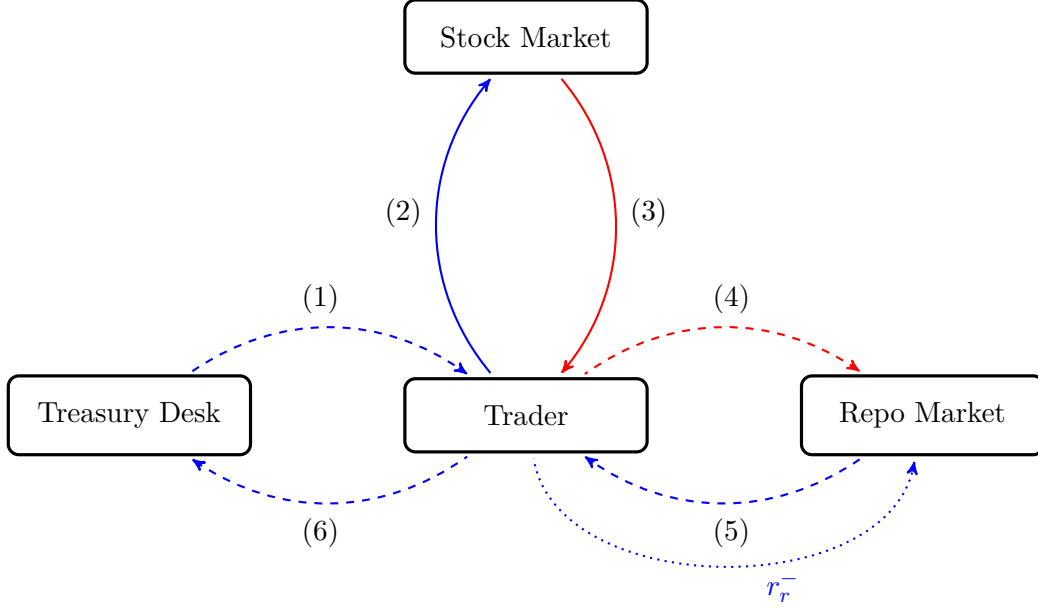 Stock Market
(2)
(3)
(1)
(4)
Treasury Desk
Trader
Repo Market
(6)
(5)
r_r^-